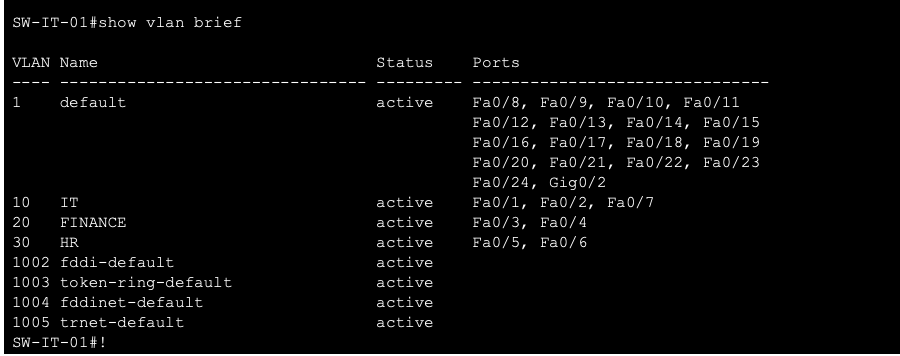 SW-IT-01#show vlan brief
VLAN Name                             Status    Ports
---- -------------------------------- --------- -------------------------------
1    default                          active    Fa0/8, Fa0/9, Fa0/10, Fa0/11
                                                Fa0/12, Fa0/13, Fa0/14, Fa0/15
                                                Fa0/16, Fa0/17, Fa0/18, Fa0/19
                                                Fa0/20, Fa0/21, Fa0/22, Fa0/23
                                                Fa0/24, Gig0/2
10   IT                               active    Fa0/1, Fa0/2, Fa0/7
20   FINANCE                          active    Fa0/3, Fa0/4
30   HR                               active    Fa0/5, Fa0/6
1002 fddi-default                     active
1003 token-ring-default               active
1004 fddinet-default                  active
1005 trnet-default                    active
SW-IT-01#!